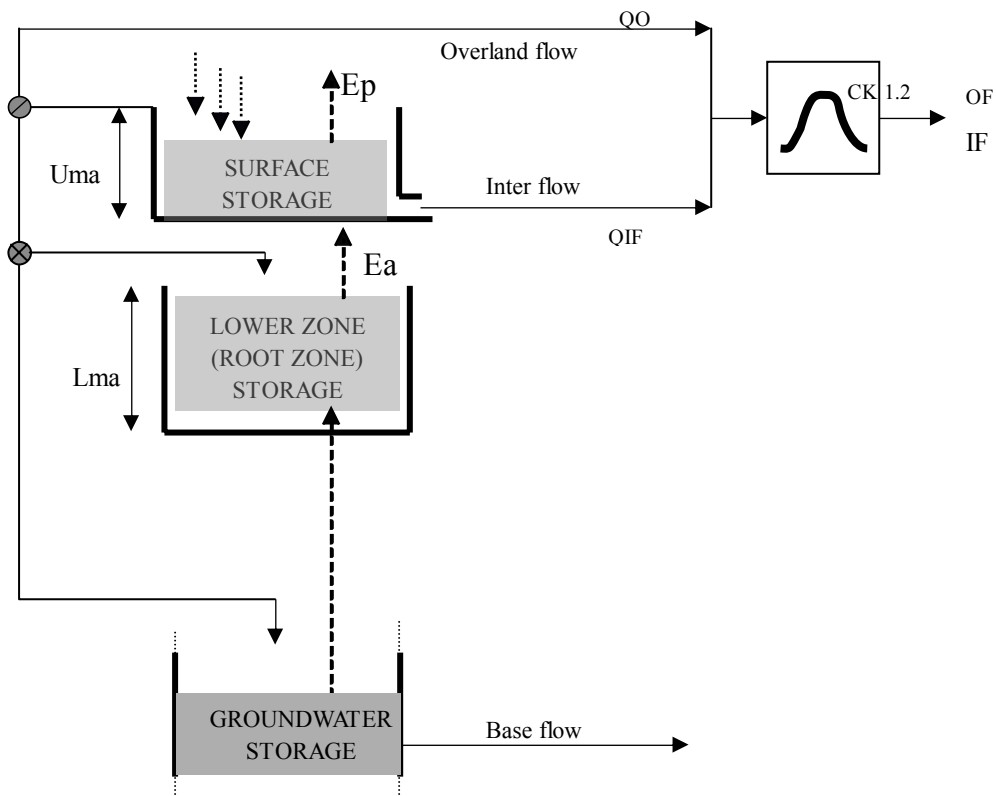 QO
Overland flow
Ep
CK 1.2
OF
IF
Uma
SURFACE
STORAGE
Inter flow
QIF
Ea
LOWER ZONE
(ROOT ZONE)
STORAGE
Lma
GROUNDWATER
STORAGE
Base flow